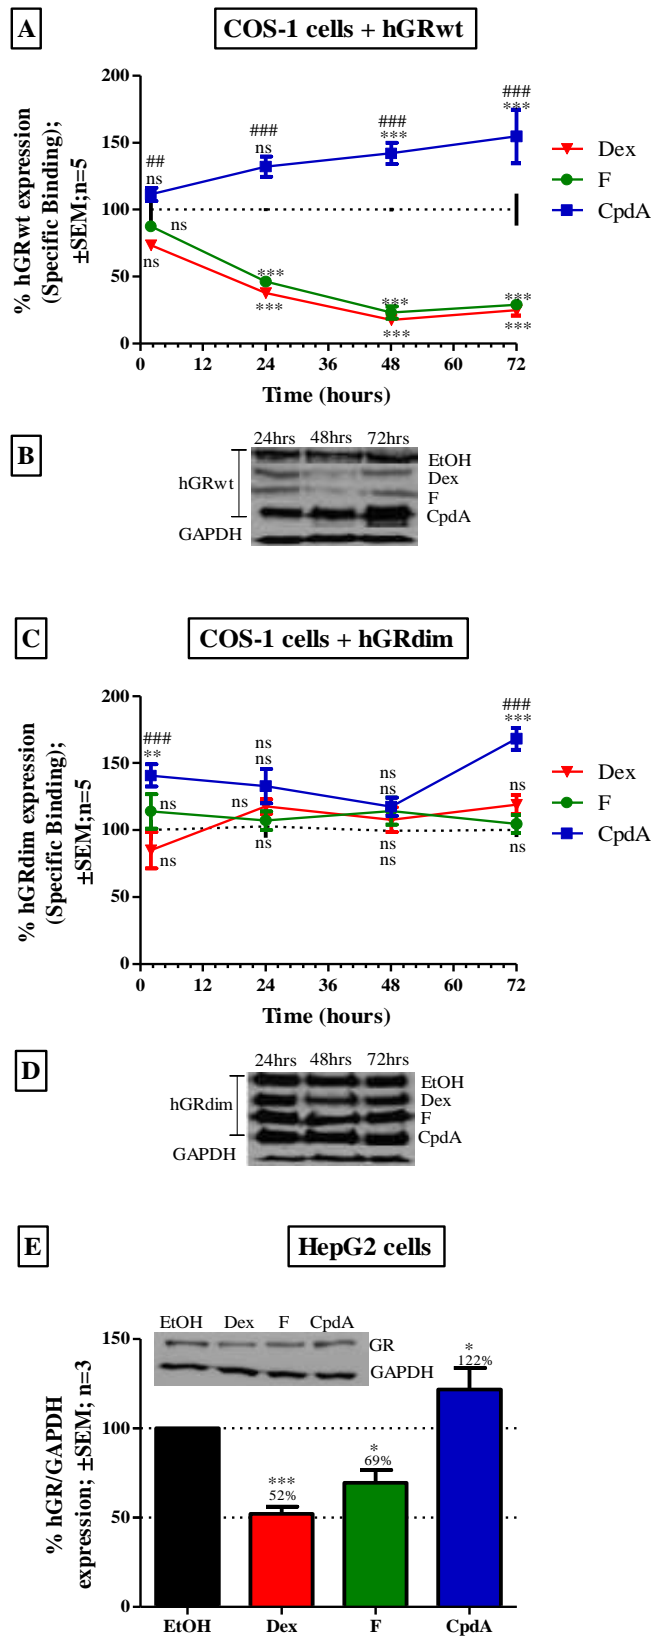 A
COS-1 cells + hGRwt
% hGRwt expression
(Specific Binding);
±SEM;n=5
200
150
100
50
0
##
ns
###
ns
###
***
###
***
ns
ns
***
***
***
***
***
***
0 12 24 36 48 60 72
Time (hours)
Dex
F
CpdA
B
24hrs 48hrs 72hrs
hGRwt
GAPDH
EtOH
Dex
F
CpdA
C
COS-1 cells + hGRdim
% hGRdim expression
(Specific Binding);
±SEM;n=5
200
150
100
50
0
###
**
ns
ns
ns
ns
###
***
ns
ns
ns
ns
ns
ns
ns
ns
0 12 24 36 48 60 72
Time (hours)
Dex
F
CpdA
D
24hrs 48hrs 72hrs
hGRdim
GAPDH
EtOH
Dex
F
CpdA
E
HepG2 cells
% hGR/GAPDH
expression; ±SEM; n=3
150
100
50
0
EtOH Dex F CpdA
GR
GAPDH
***
52%
*
69%
*
122%
EtOH Dex F CpdA